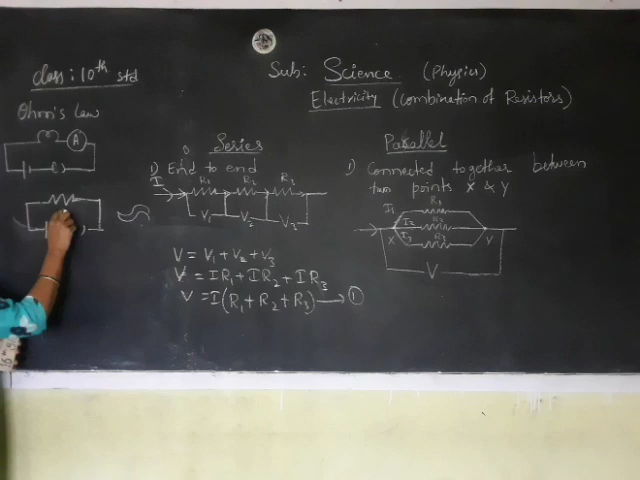 Class: 10th std
Sub: Science (Physics)
Electricity (Combination of Resistors)
Ohm's Law
A
Series
1) End to end
I R1 R2 R3
V1 V2 V3
V = V1 + V2 + V3
V = IR1 + IR2 + IR3
V = I(R1 + R2 + R3) → 1
Parallel
1) Connected together between
two points X & Y
I1 R1
I2 R2
I3 R3
X Y
V